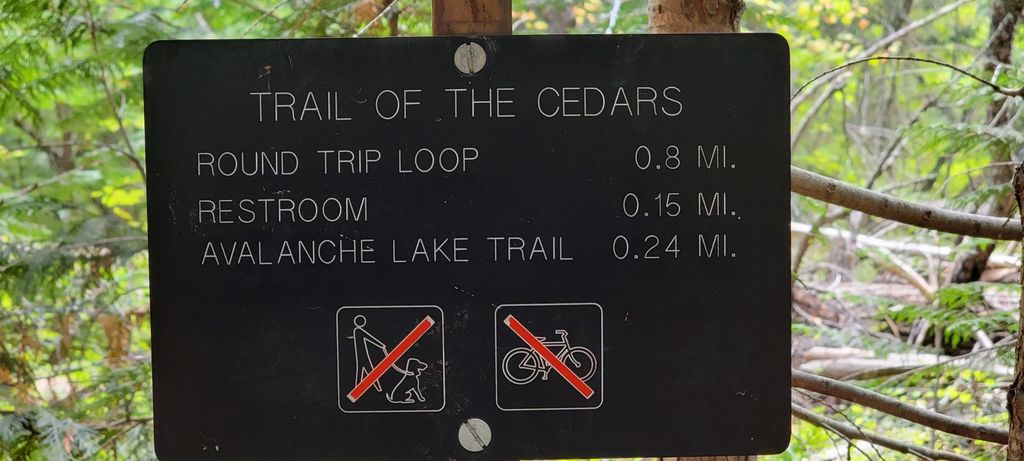 TRAIL OF THE CEDARS
ROUND TRIP LOOP 0.8 MI.
RESTROOM 0.15 MI.
AVALANCHE LAKE TRAIL 0.24 MI.